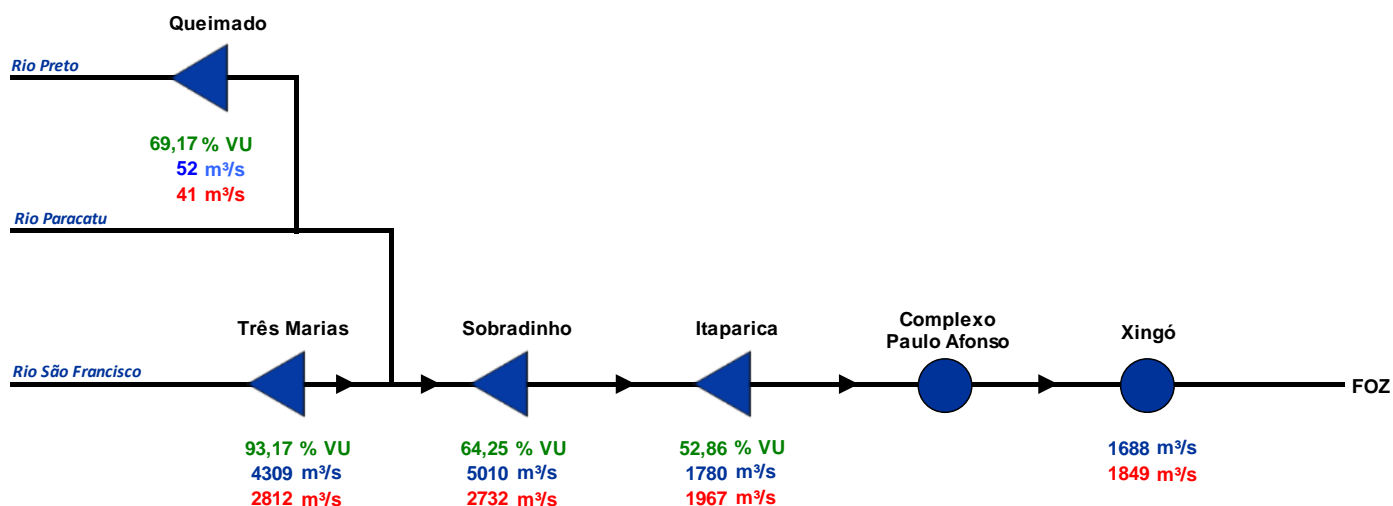 Queimado
Rio Preto
69,17 % VU
52 m³/s
41 m³/s
Rio Paracatu
Três Marias
Sobradinho
Itaparica
Complexo
Paulo Afonso
Xingó
Rio São Francisco
FOZ
93,17 % VU
4309 m³/s
2812 m³/s
64,25 % VU
5010 m³/s
2732 m³/s
52,86 % VU
1780 m³/s
1967 m³/s
1688 m³/s
1849 m³/s